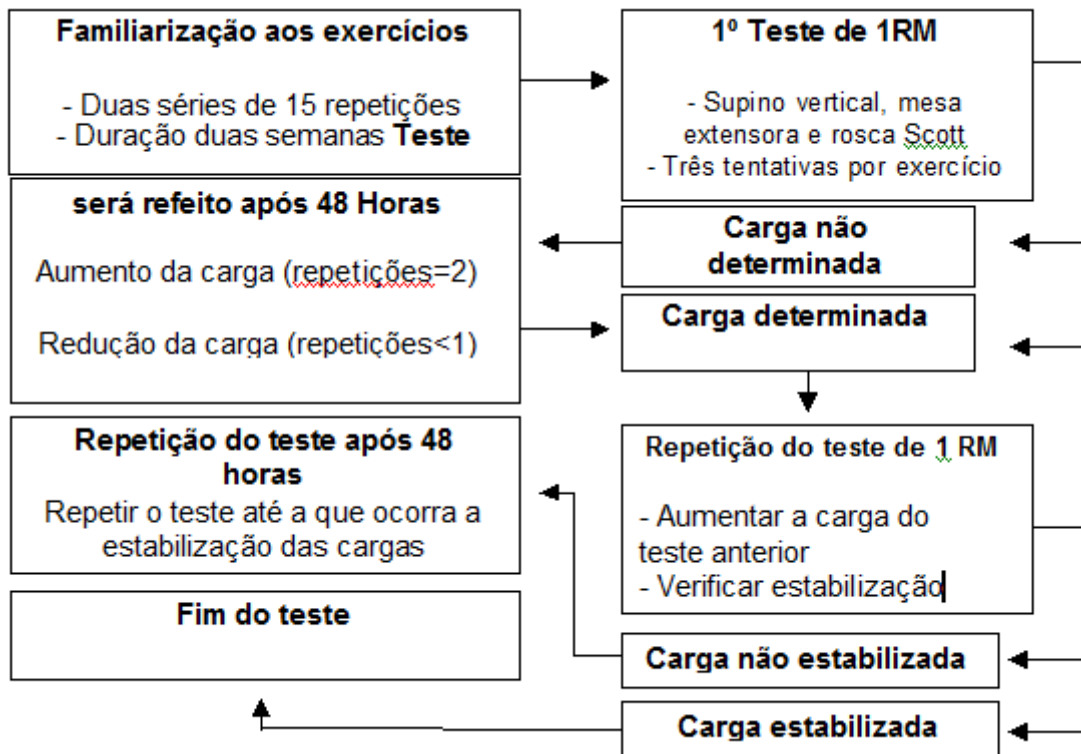 Familiarização aos exercícios
- Duas séries de 15 repetições
- Duração duas semanas Teste
será refeito após 48 Horas
Aumento da carga (repetições=2)
Redução da carga (repetições<1)
Repetição do teste após 48
horas
Repetir o teste até a que ocorra a
estabilização das cargas
Fim do teste
1º Teste de 1RM
- Supino vertical, mesa
extensora e rosca Scott
- Três tentativas por exercício
Carga não
determinada
Carga determinada
Repetição do teste de 1 RM
- Aumentar a carga do
teste anterior
- Verificar estabilização
Carga não estabilizada
Carga estabilizada